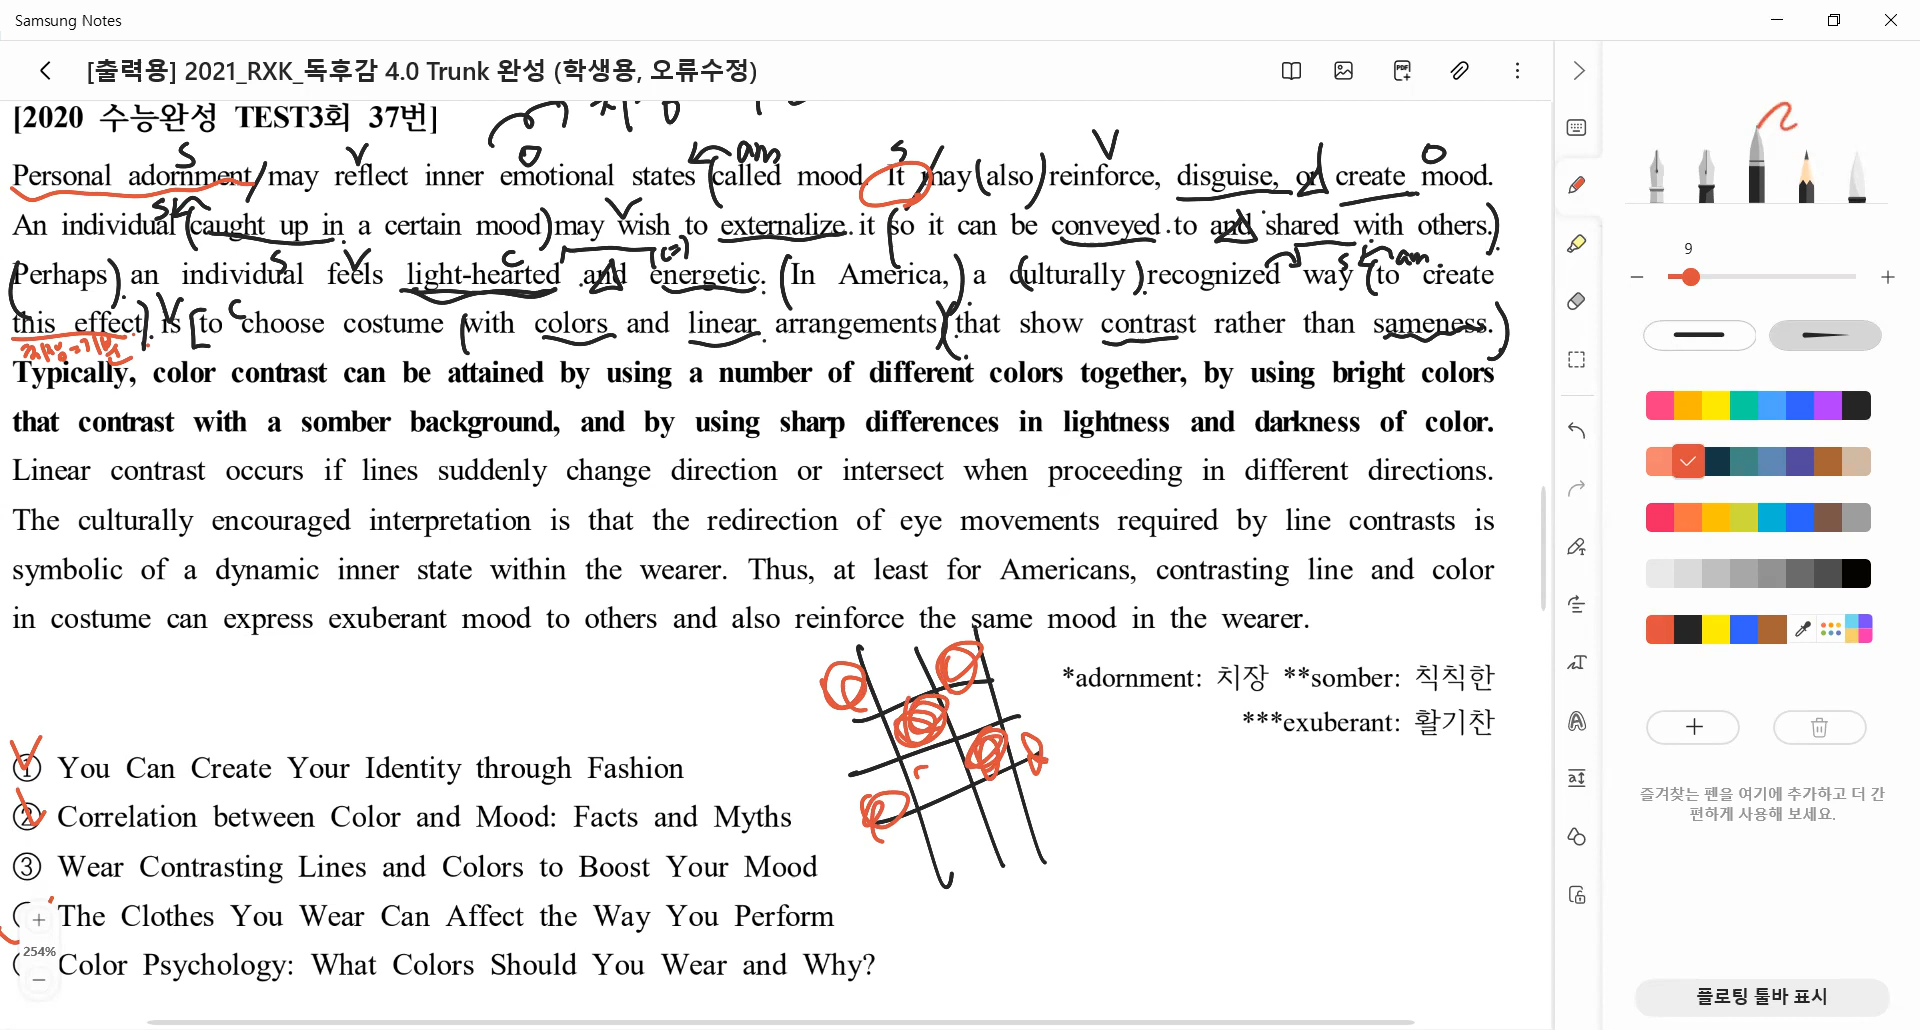 Samsung Notes
[출력용] 2021_RXK_독후감 4.0 Trunk 완성 (학생용, 오류수정)
[2020 수능완성 TEST3회 37번]
S V O am S V O
Personal adornment may reflect inner emotional states called mood. It may also reinforce, disguise, or create mood.
S V
An individual caught up in a certain mood may wish to externalize it so it can be conveyed to and shared with others.
S V C (C) S am
Perhaps an individual feels light-hearted and energetic. In America, a culturally recognized way to create
V C
this effect is to choose costume with colors and linear arrangements that show contrast rather than sameness.
Typically, color contrast can be attained by using a number of different colors together, by using bright colors
that contrast with a somber background, and by using sharp differences in lightness and darkness of color.
Linear contrast occurs if lines suddenly change direction or intersect when proceeding in different directions.
The culturally encouraged interpretation is that the redirection of eye movements required by line contrasts is
symbolic of a dynamic inner state within the wearer. Thus, at least for Americans, contrasting line and color
in costume can express exuberant mood to others and also reinforce the same mood in the wearer.
*adornment: 치장 **somber: 칙칙한
***exuberant: 활기찬
① You Can Create Your Identity through Fashion
② Correlation between Color and Mood: Facts and Myths
③ Wear Contrasting Lines and Colors to Boost Your Mood
The Clothes You Wear Can Affect the Way You Perform
Color Psychology: What Colors Should You Wear and Why?
254%
9
즐겨찾는 펜을 여기에 추가하고 더 간
편하게 사용해 보세요.
플로팅 툴바 표시